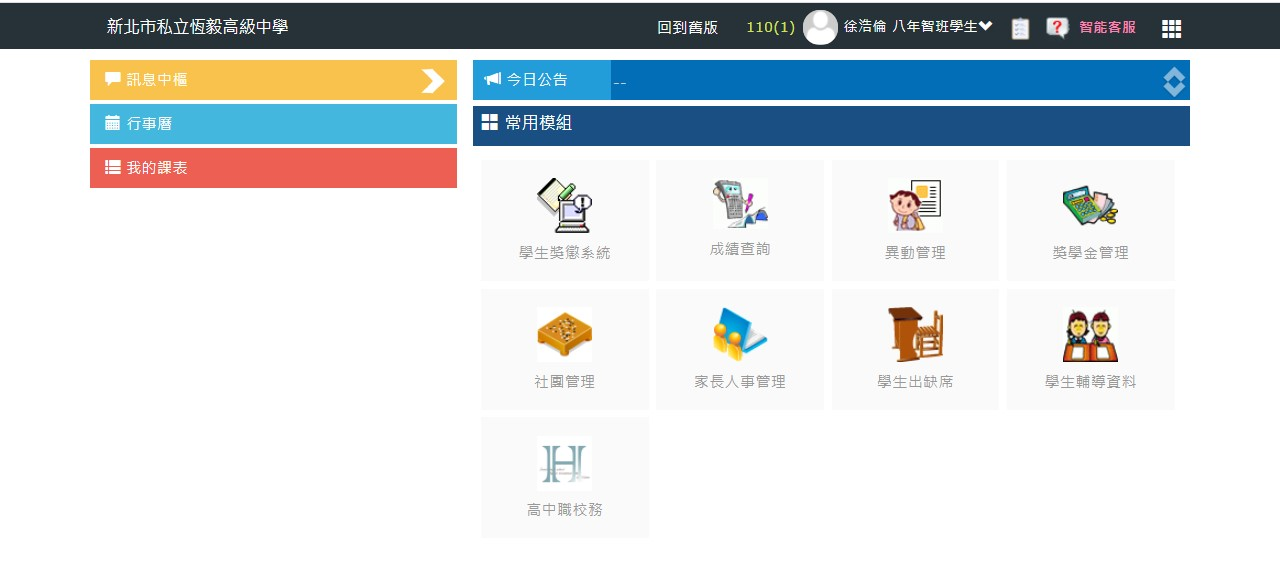 新北市私立恆毅高級中學
回到舊版 110(1) 徐浩倫 八年智班學生 智能客服
訊息中樞
行事曆
我的課表
今日公告 --
常用模組
學生獎懲系統 成績查詢 異動管理 獎學金管理
社團管理 家長人事管理 學生出缺席 學生輔導資料
高中職校務